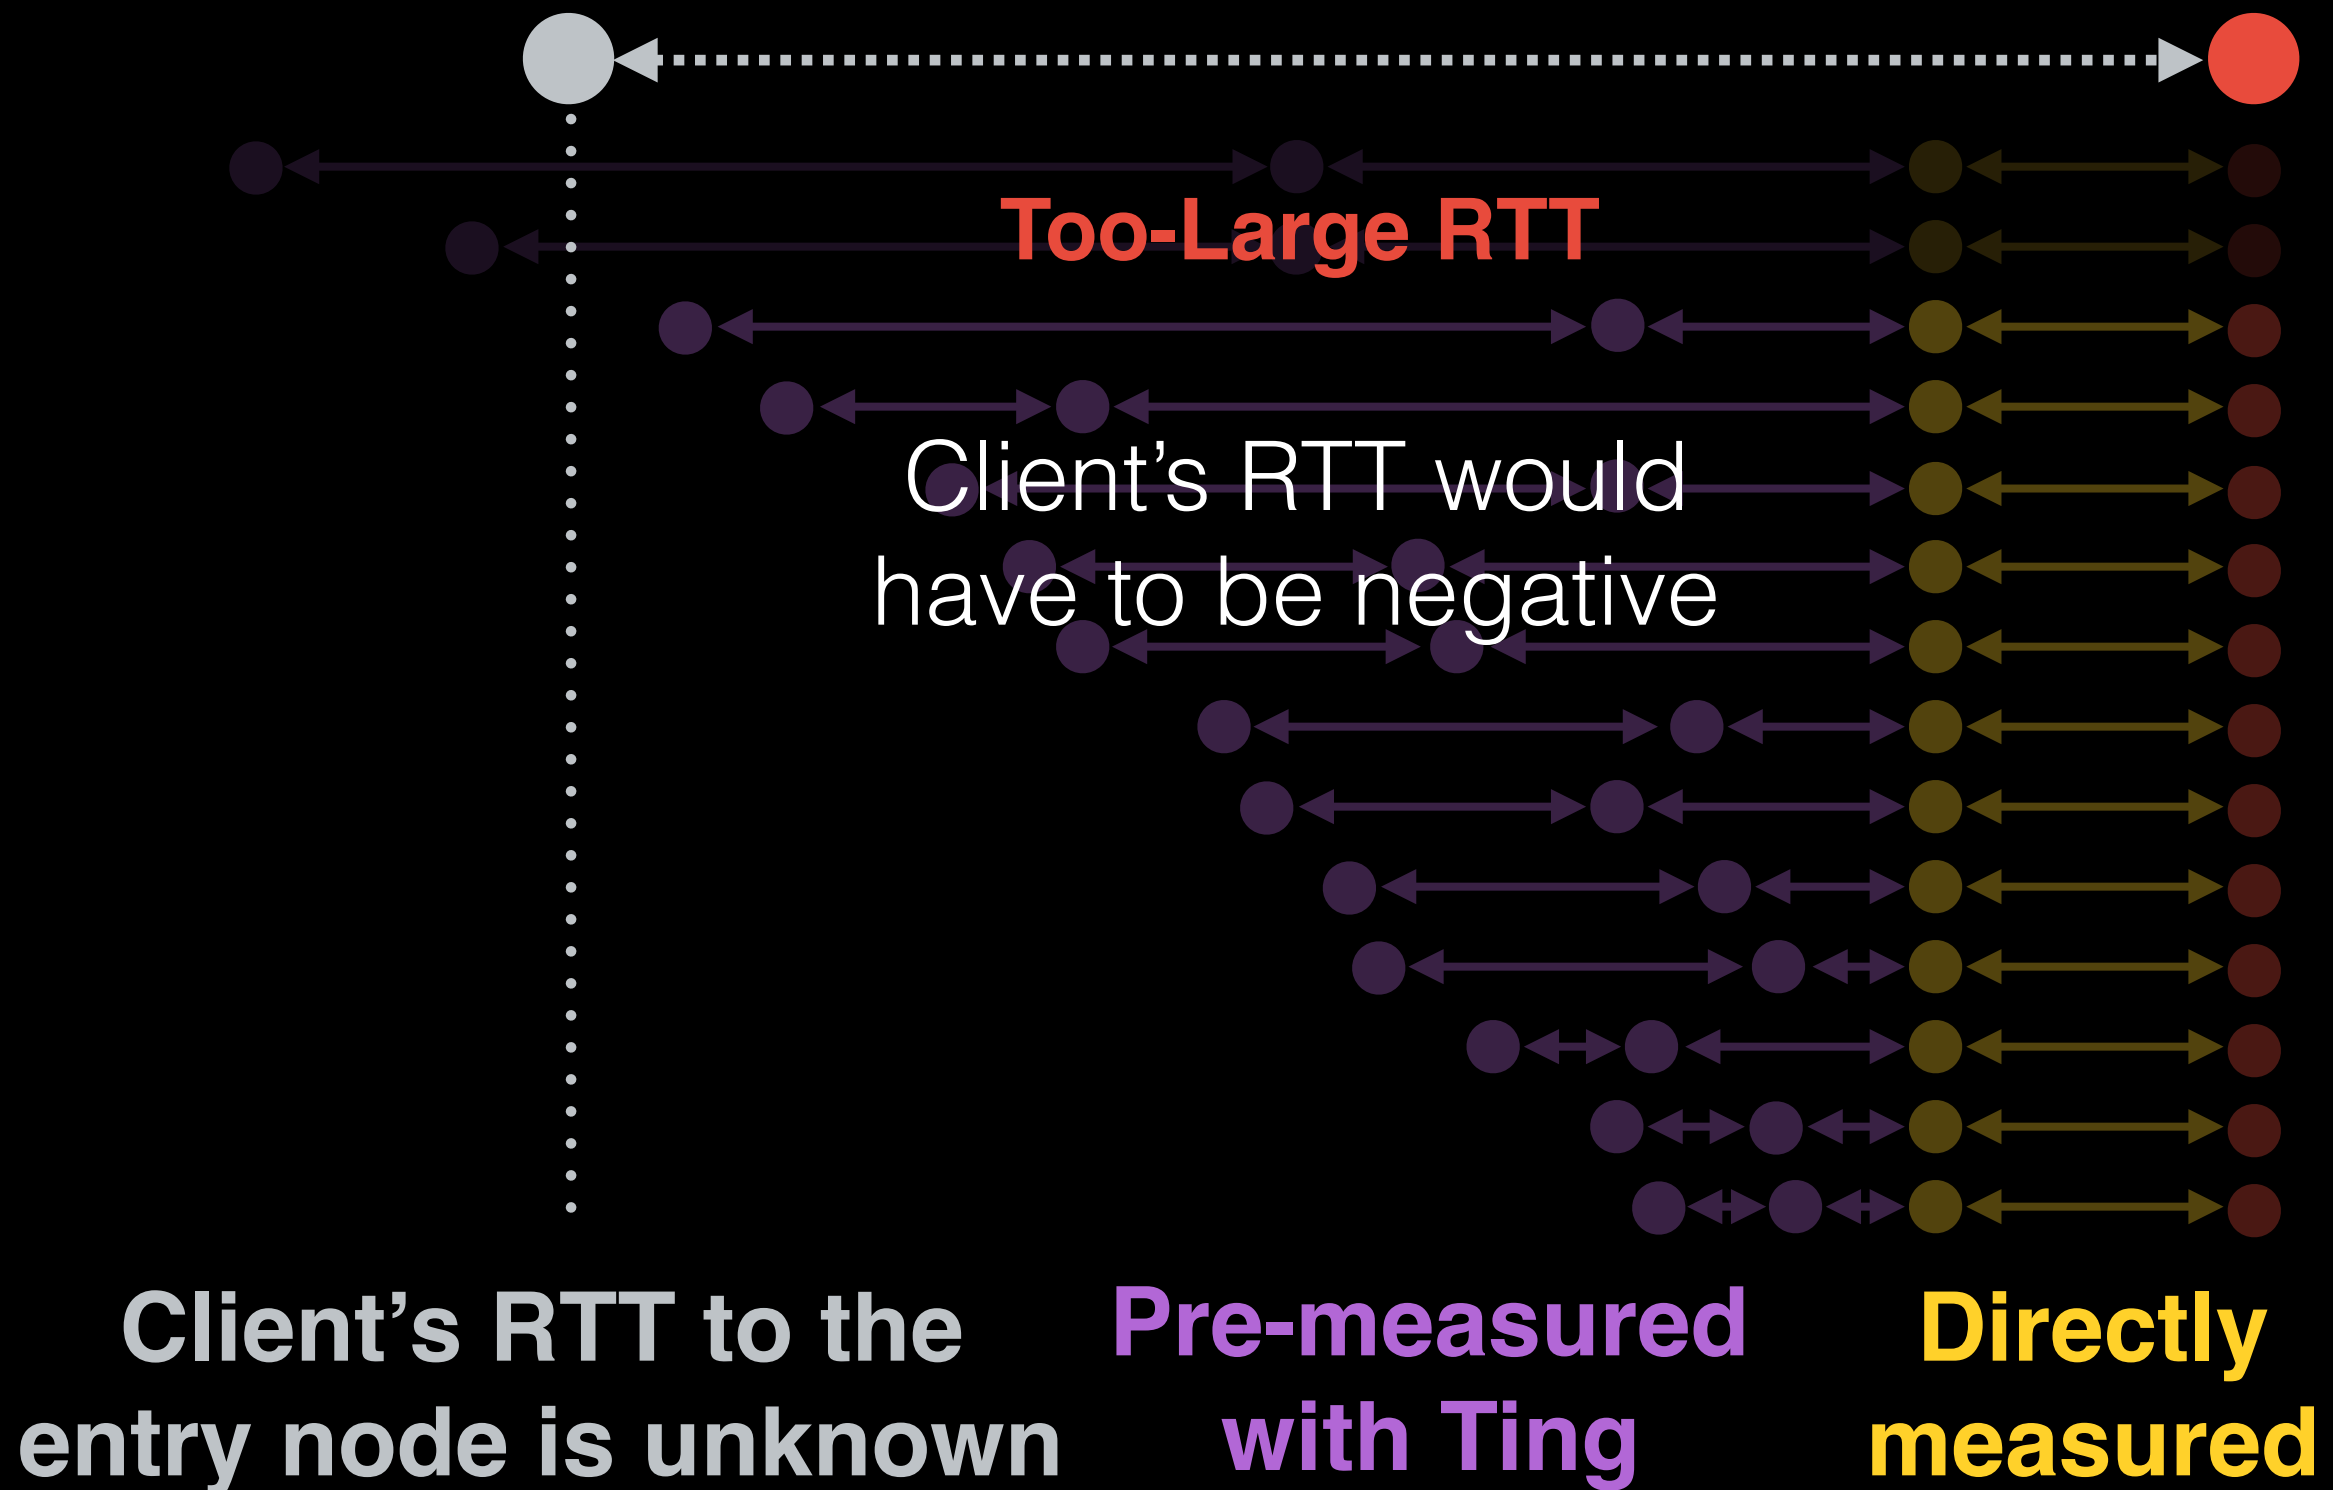 Too-Large RTT
Client’s RTT would
have to be negative
Client’s RTT to the
entry node is unknown
Pre-measured
with Ting
Directly
measured